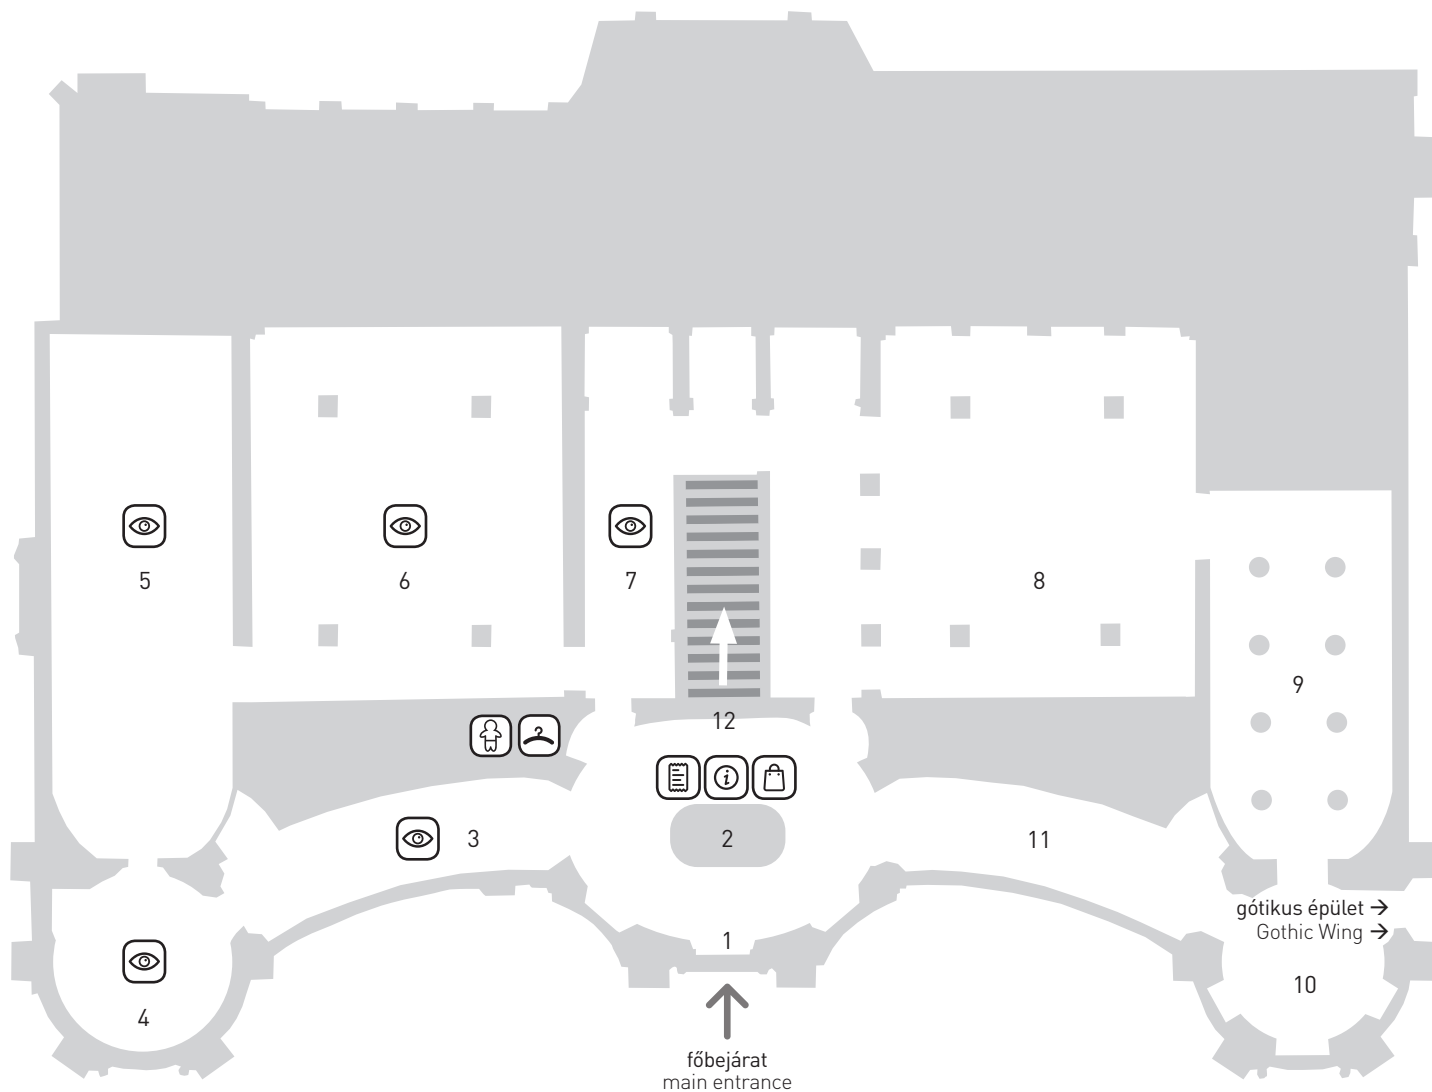 5
6
7
8
9
12
i
3
2
11
gótikus épület →
Gothic Wing →
1
4
10
főbejárat
main entrance